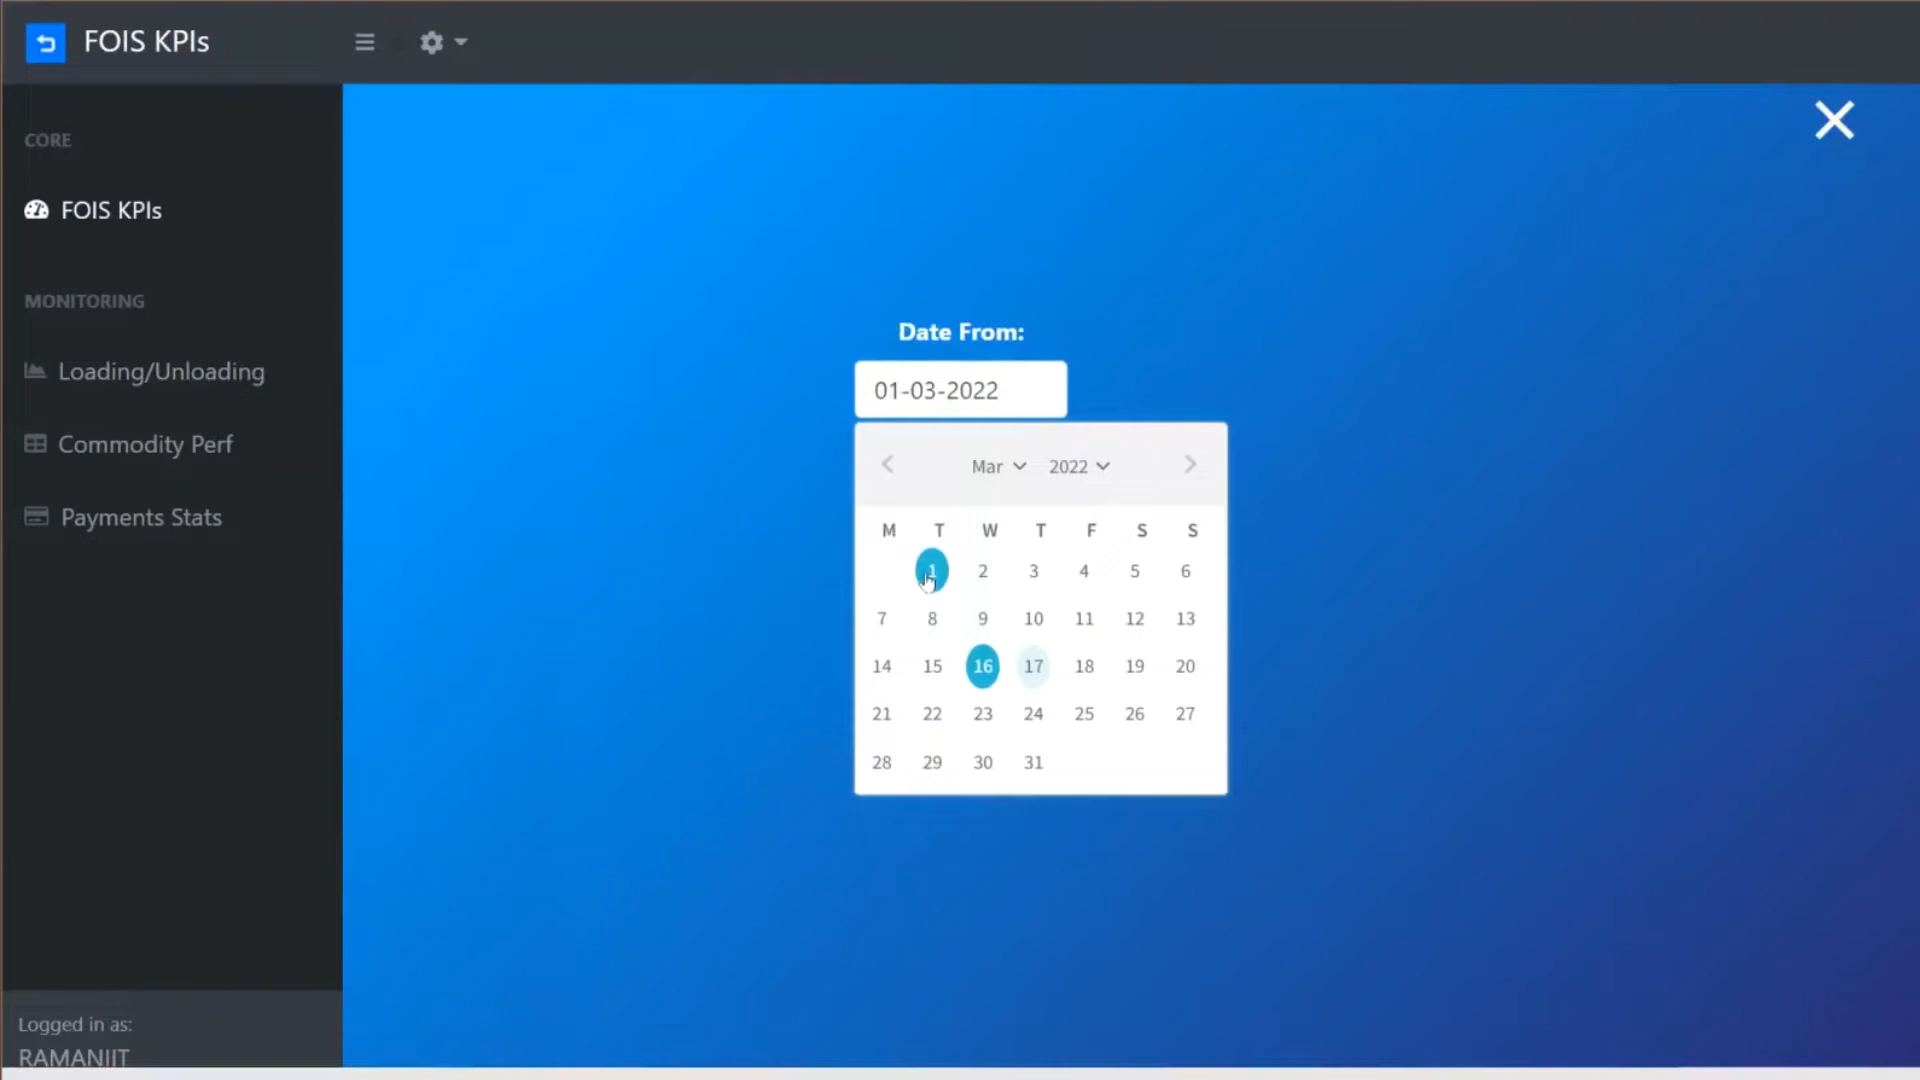 FOIS KPIs
CORE
FOIS KPIs
MONITORING
Loading/Unloading
Commodity Perf
Payments Stats
Logged in as:
RAMANIIT
Date From:
01-03-2022
Mar 2022
M T W T F S S
1 2 3 4 5 6
7 8 9 10 11 12 13
14 15 16 17 18 19 20
21 22 23 24 25 26 27
28 29 30 31